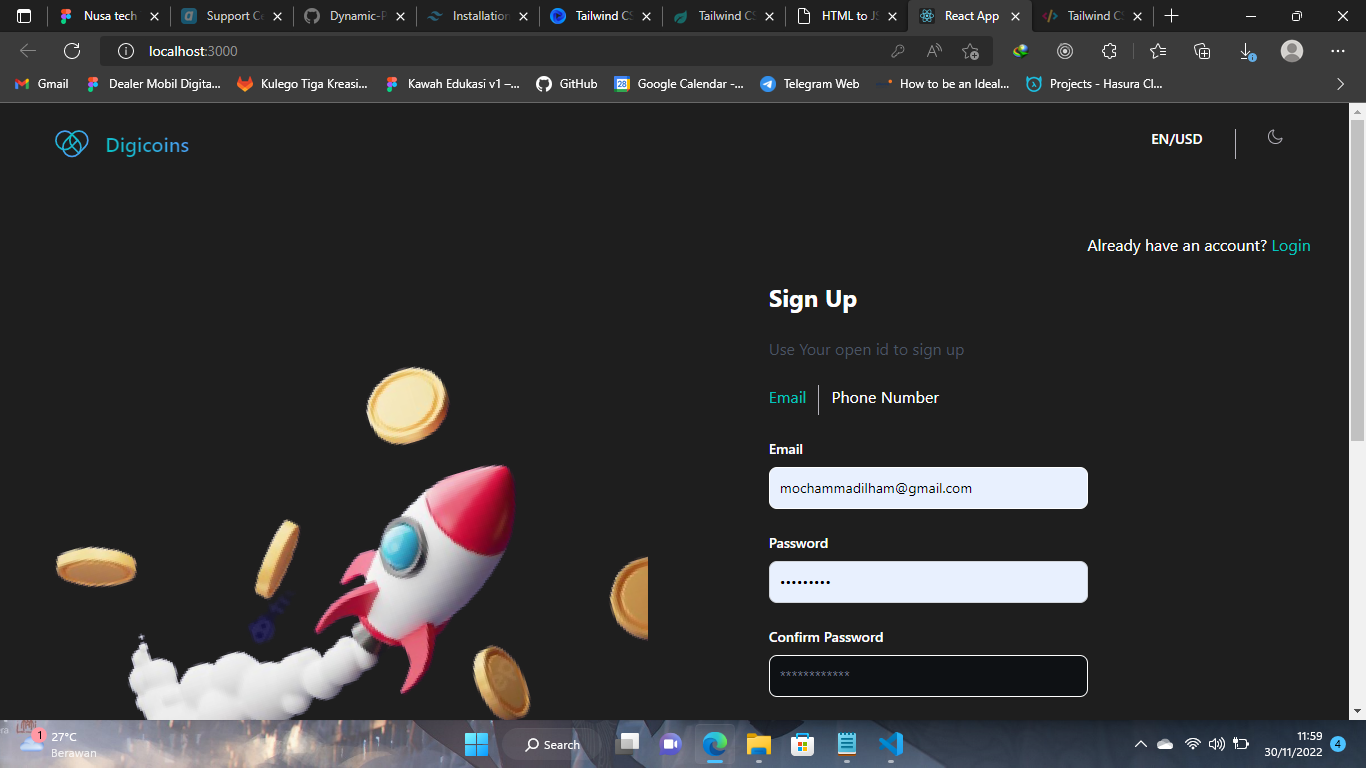 Nusa tech
Support Ce
Dynamic-P
Installation
Tailwind CS
Tailwind CS
HTML to JS
React App
Tailwind CS
localhost:3000
Gmail
Dealer Mobil Digita...
Kulego Tiga Kreasi...
Kawah Edukasi v1 –...
GitHub
28
Google Calendar -...
Telegram Web
How to be an Ideal...
Projects - Hasura Cl...
Digicoins
EN/USD
Already have an account? Login
Sign Up
Use Your open id to sign up
Email
Phone Number
Email
mochammadilham@gmail.com
Password
•••••••••
Confirm Password
************
1
27°C
Berawan
Search
11:59
30/11/2022
4